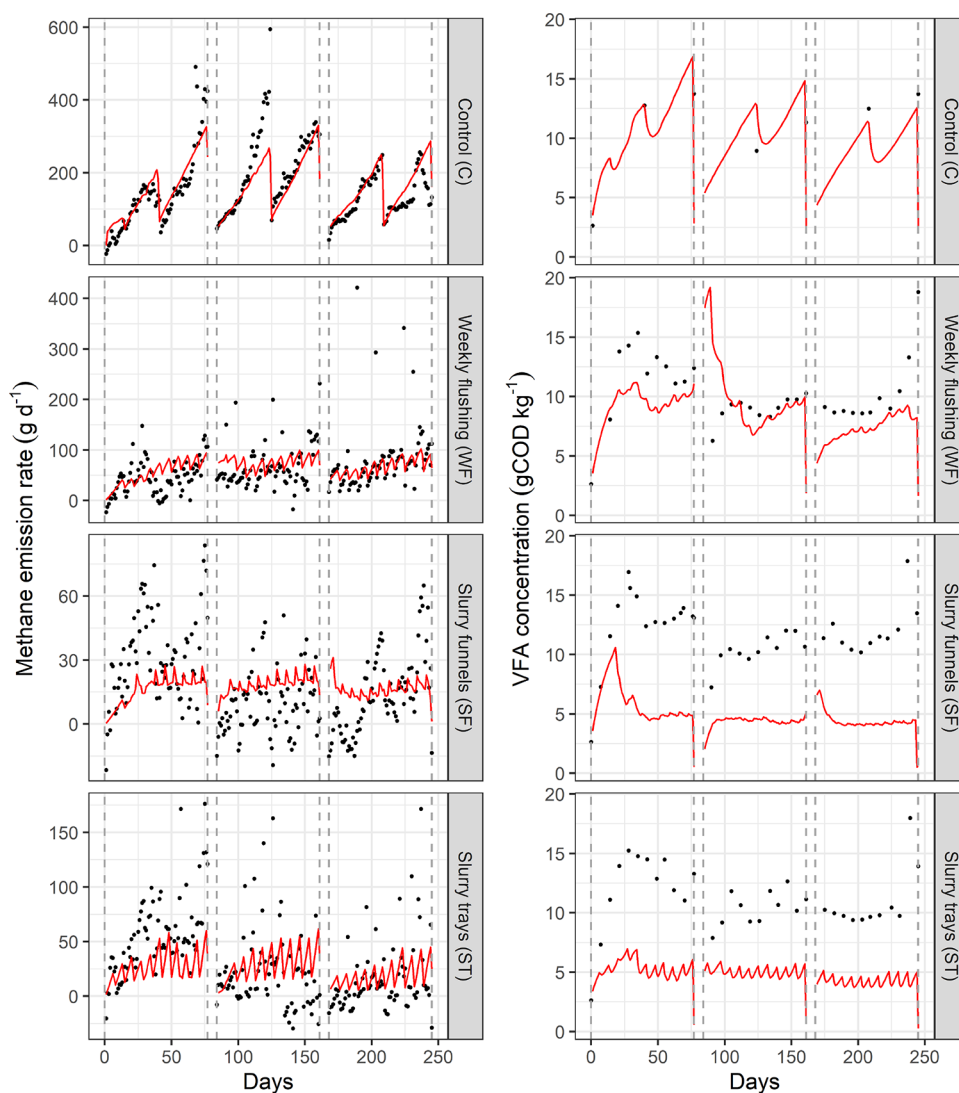 Methane emission rate (g d⁻¹)
600
400
200
0
Control (C)
400
300
200
100
0
Weekly flushing (WF)
60
30
0
Slurry funnels (SF)
150
100
50
0
Slurry trays (ST)
0 50 100 150 200 250
Days
VFA concentration (gCOD kg⁻¹)
20
15
10
5
0
Control (C)
20
15
10
5
0
Weekly flushing (WF)
20
15
10
5
0
Slurry funnels (SF)
20
15
10
5
0
Slurry trays (ST)
0 50 100 150 200 250
Days